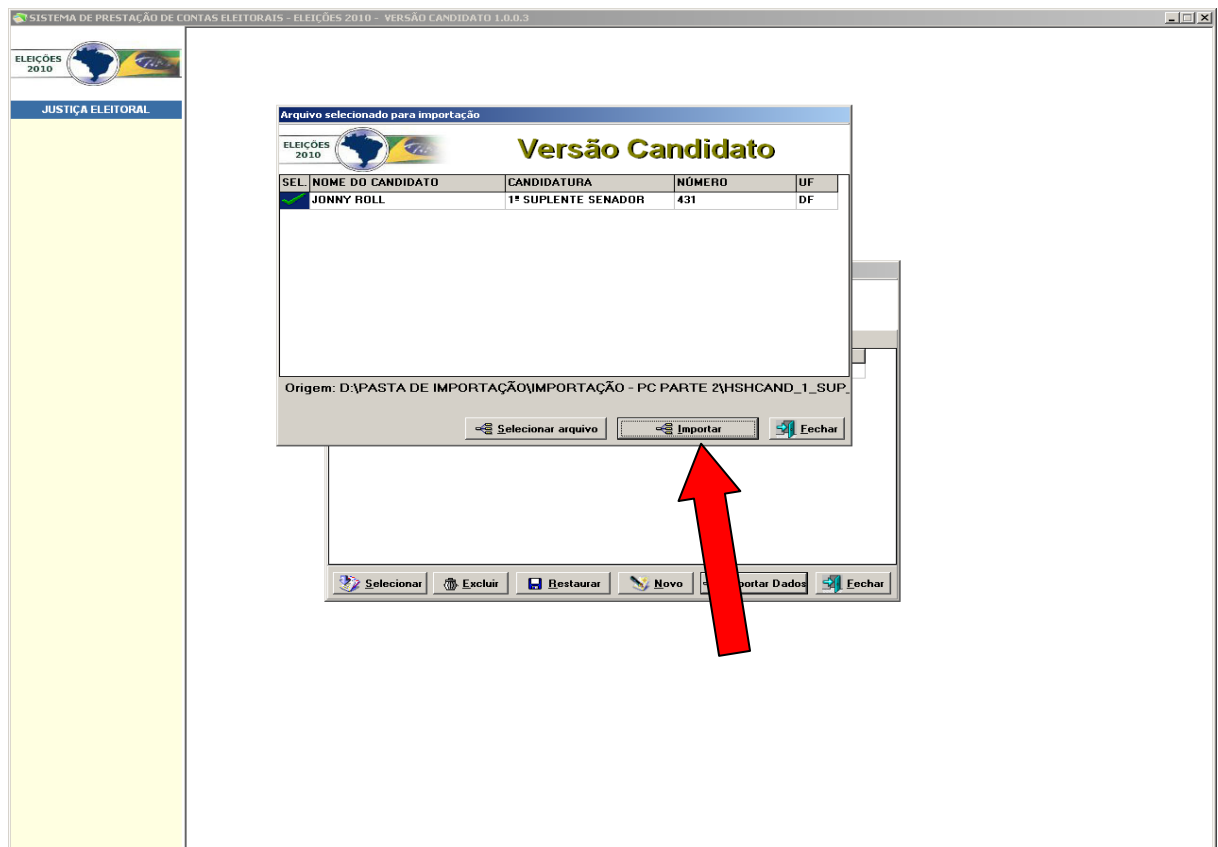 SISTEMA DE PRESTAÇÃO DE CONTAS ELEITORAIS - ELEIÇÕES 2010 - VERSÃO CANDIDATO 1.0.0.3
ELEIÇÕES
2010
JUSTIÇA ELEITORAL
Arquivo selecionado para importação
ELEIÇÕES
2010
Versão Candidato
SEL. NOME DO CANDIDATO CANDIDATURA NÚMERO UF
JONNY ROLL 1º SUPLENTE SENADOR 431 DF
Origem: D:\PASTA DE IMPORTAÇÃO\IMPORTAÇÃO - PC PARTE 2\HSHCAND_1_SUP_
Selecionar arquivo Importar Fechar
Selecionar Excluir Restaurar Novo portar Dados Fechar